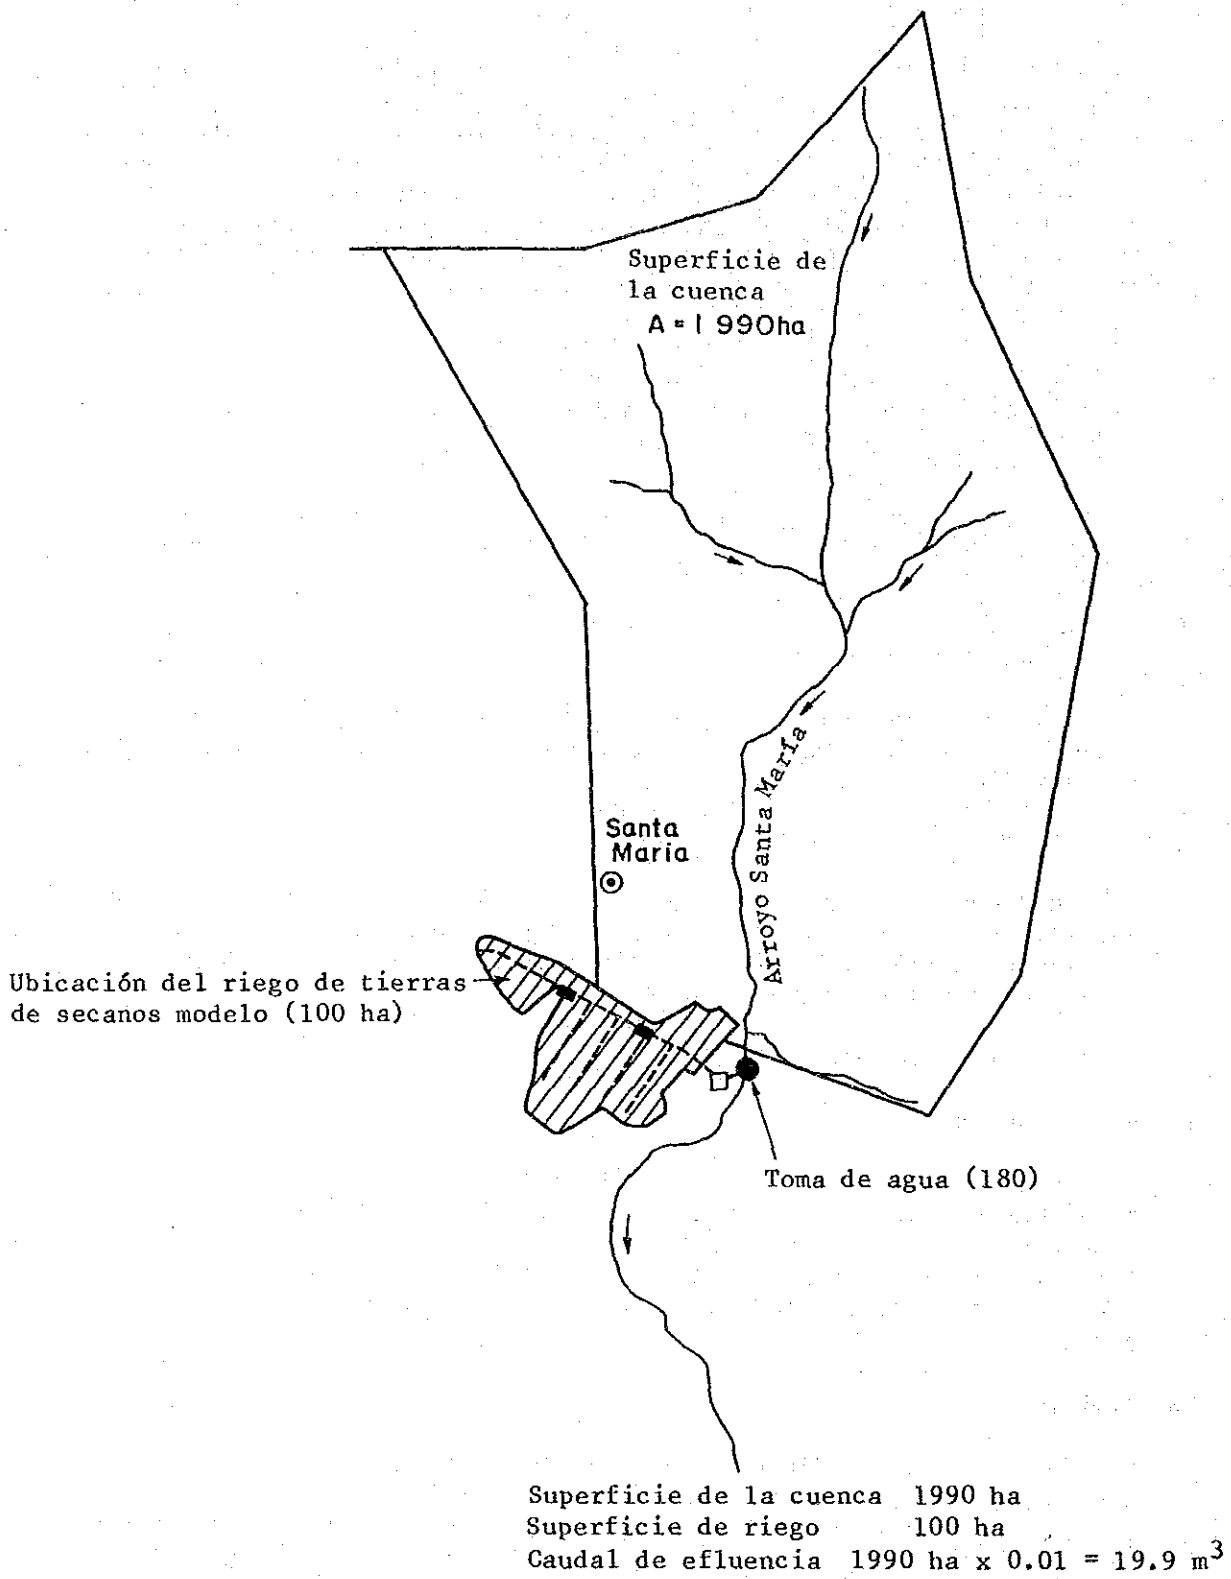 Superficie de
la cuenca
A = 1 990ha
Arroyo Santa María
Santa
Maria
Ubicación del riego de tierras
de secanos modelo (100 ha)
Toma de agua (180)
Superficie de la cuenca 1990 ha
Superficie de riego 100 ha
Caudal de efluencia 1990 ha x 0.01 = 19.9 m³